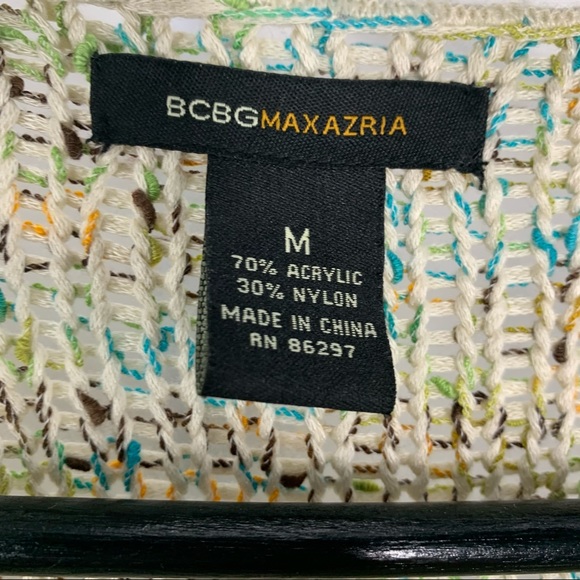 BCBGMAXAZRIA
M
70% ACRYLIC
30% NYLON
MADE IN CHINA
RN 86297